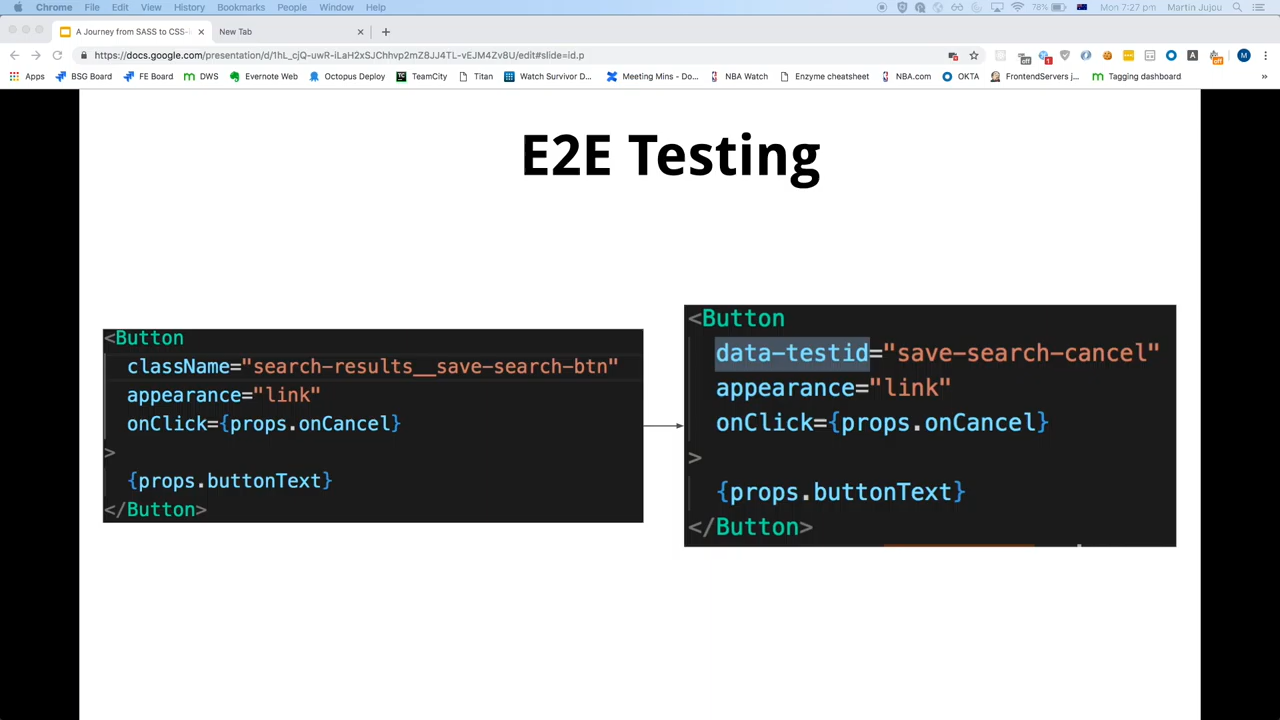 Chrome File Edit View History Bookmarks People Window Help 78% Mon 7:27 pm Martin Jujou
A Journey from SASS to CSS- New Tab
https://docs.google.com/presentation/d/1hL_cjQ-uwR-iLaH2xSJChhvp2mZ8JJ4TL-vEJM4Zv8U/edit#slide=id.p
Apps BSG Board FE Board DWS Evernote Web Octopus Deploy TeamCity Titan Watch Survivor D... Meeting Mins - Do... NBA Watch Enzyme cheatsheet NBA.com OKTA FrontendServers j... Tagging dashboard »
E2E Testing
<Button
className="search-results__save-search-btn"
appearance="link"
onClick={props.onCancel}
>
{props.buttonText}
</Button>
<Button
data-testid="save-search-cancel"
appearance="link"
onClick={props.onCancel}
>
{props.buttonText}
</Button>